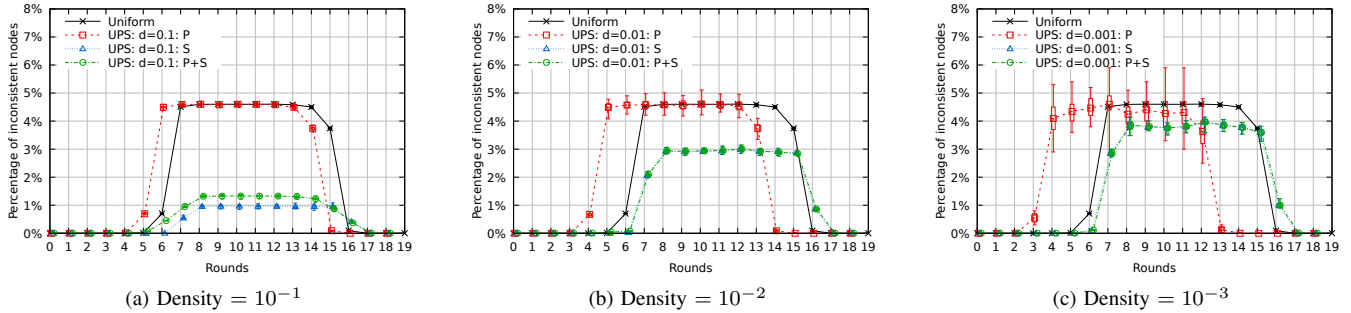 Percentage of inconsistent nodes
8%
7%
6%
5%
4%
3%
2%
1%
0%
Uniform
UPS: d=0.1: P
UPS: d=0.1: S
UPS: d=0.1: P+S
0 1 2 3 4 5 6 7 8 9 10 11 12 13 14 15 16 17 18 19
Rounds
(a) Density = 10⁻¹
Percentage of inconsistent nodes
8%
7%
6%
5%
4%
3%
2%
1%
0%
Uniform
UPS: d=0.01: P
UPS: d=0.01: S
UPS: d=0.01: P+S
0 1 2 3 4 5 6 7 8 9 10 11 12 13 14 15 16 17 18 19
Rounds
(b) Density = 10⁻²
Percentage of inconsistent nodes
8%
7%
6%
5%
4%
3%
2%
1%
0%
Uniform
UPS: d=0.001: P
UPS: d=0.001: S
UPS: d=0.001: P+S
0 1 2 3 4 5 6 7 8 9 10 11 12 13 14 15 16 17 18 19
Rounds
(c) Density = 10⁻³